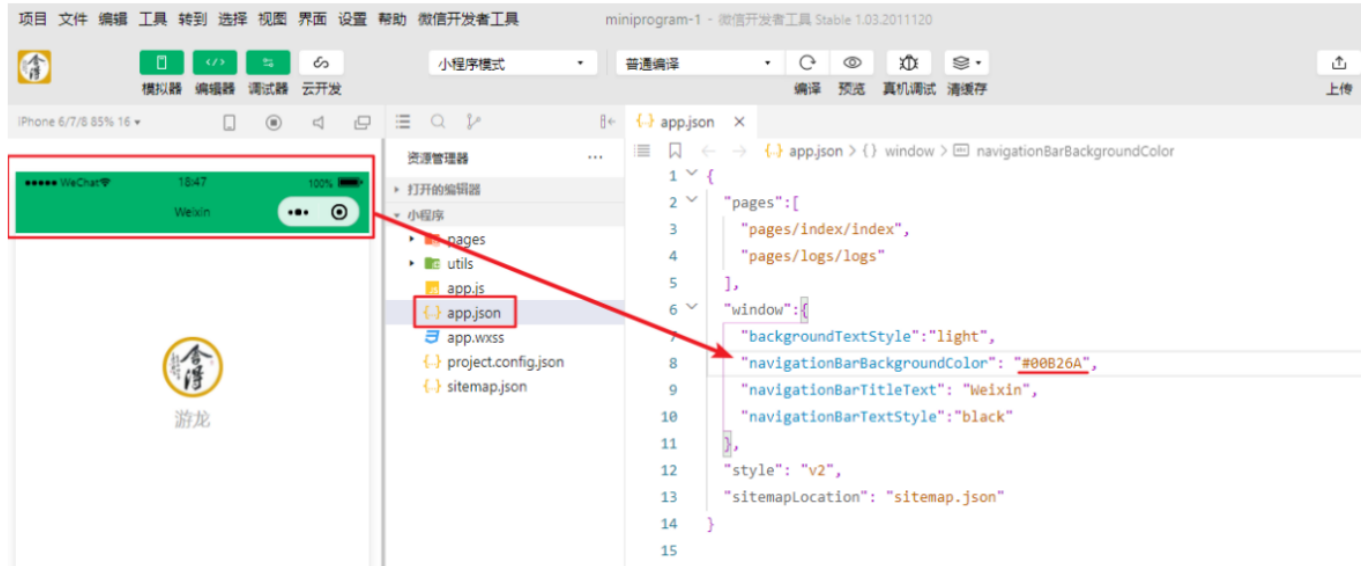 项目 文件 编辑 工具 转到 选择 视图 界面 设置 帮助 微信开发者工具 miniprogram-1 - 微信开发者工具 Stable 1.03.2011120
小程序模式 普通编译
模拟器 编辑器 调试器 云开发 编译 预览 真机调试 清缓存 上传
iPhone 6/7/8 85% 16
WeChat 18:47 100%
Weixin
舍得
游龙
资源管理器
打开的编辑器
小程序
pages
utils
app.js
app.json
app.wxss
project.config.json
sitemap.json
app.json
app.json > {} window > navigationBarBackgroundColor
1 {
2 "pages":[
3 "pages/index/index",
4 "pages/logs/logs"
5 ],
6 "window":{
7 "backgroundTextStyle":"light",
8 "navigationBarBackgroundColor": "#00B26A",
9 "navigationBarTitleText": "Weixin",
10 "navigationBarTextStyle":"black"
11 },
12 "style": "v2",
13 "sitemapLocation": "sitemap.json"
14 }
15